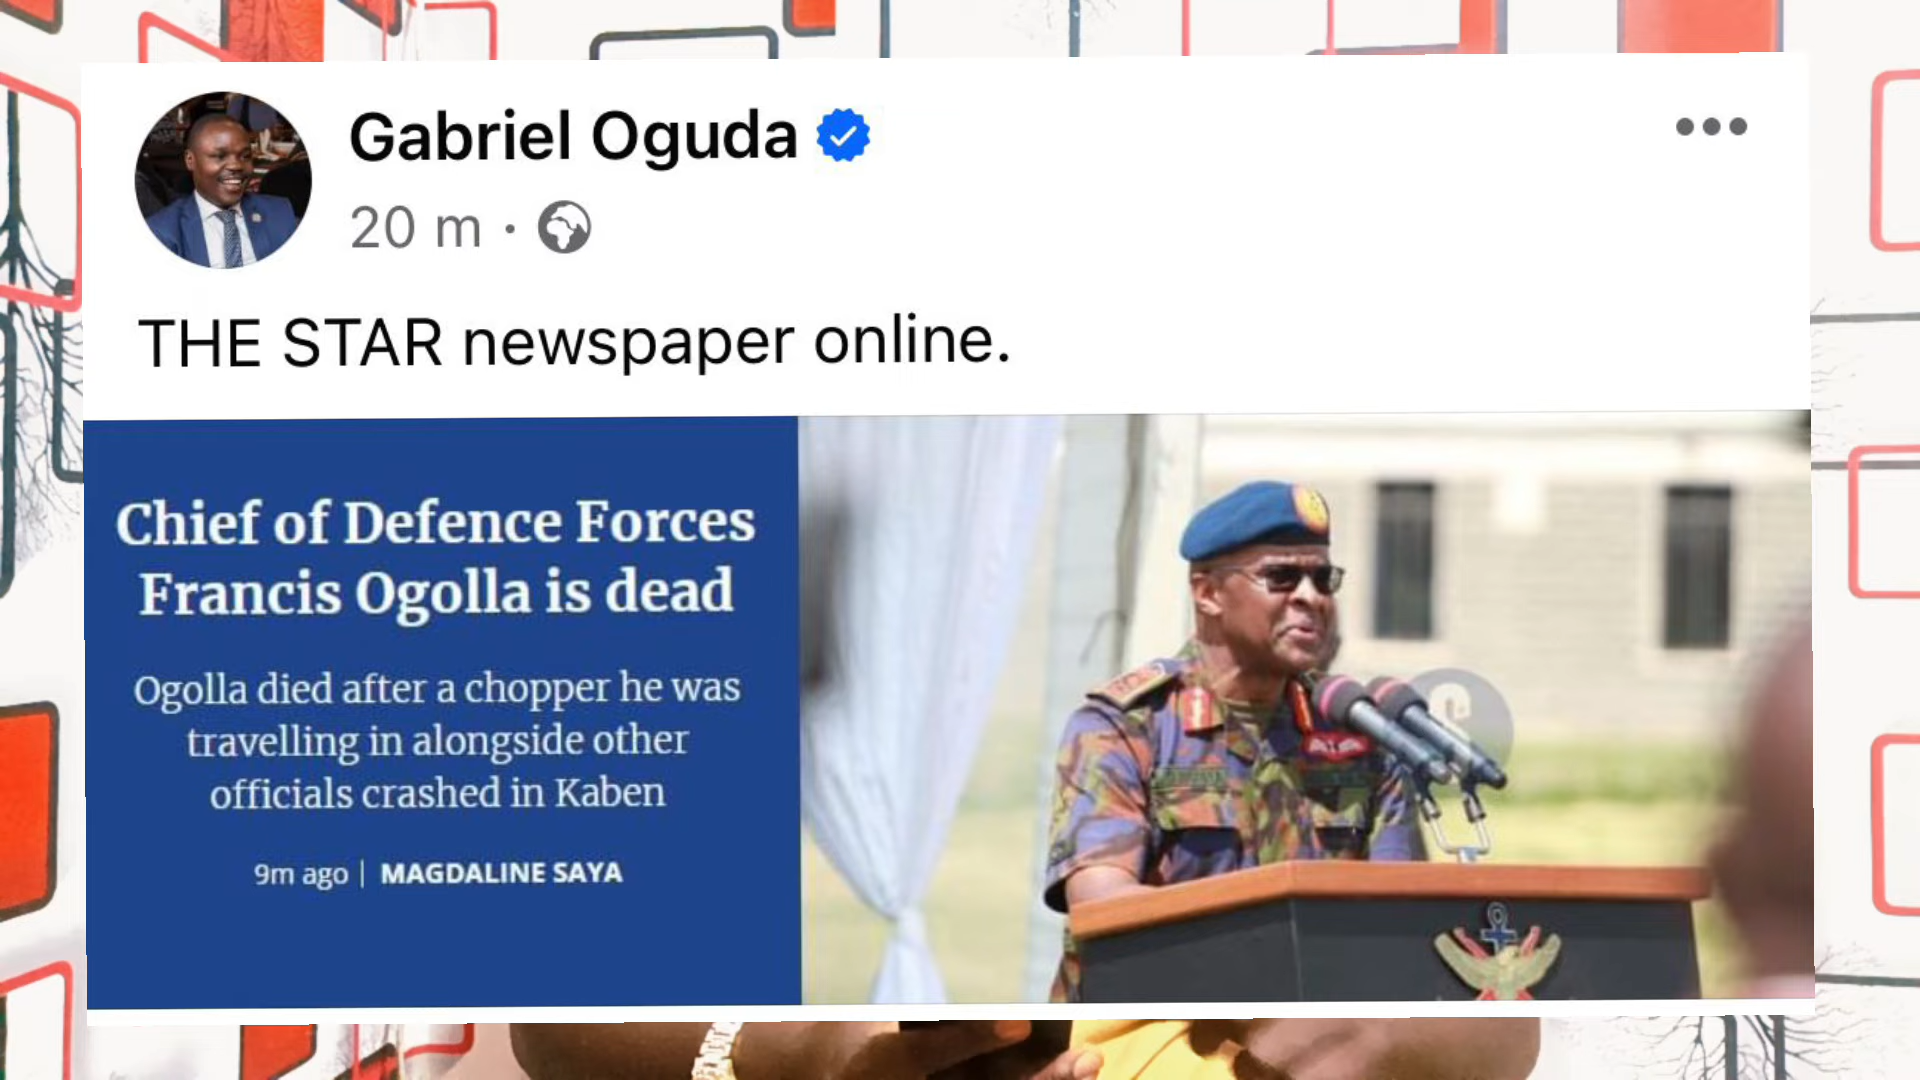 Gabriel Oguda
20 m ·
THE STAR newspaper online.
Chief of Defence Forces
Francis Ogolla is dead
Ogolla died after a chopper he was
travelling in alongside other
officials crashed in Kaben
9m ago | MAGDALINE SAYA